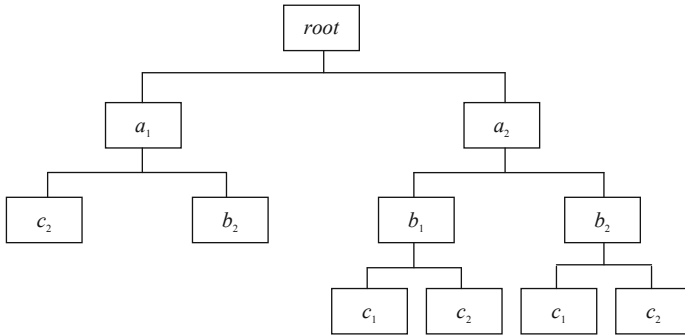 root
a₁ a₂
c₂ b₂ b₁ b₂
c₁ c₂ c₁ c₂